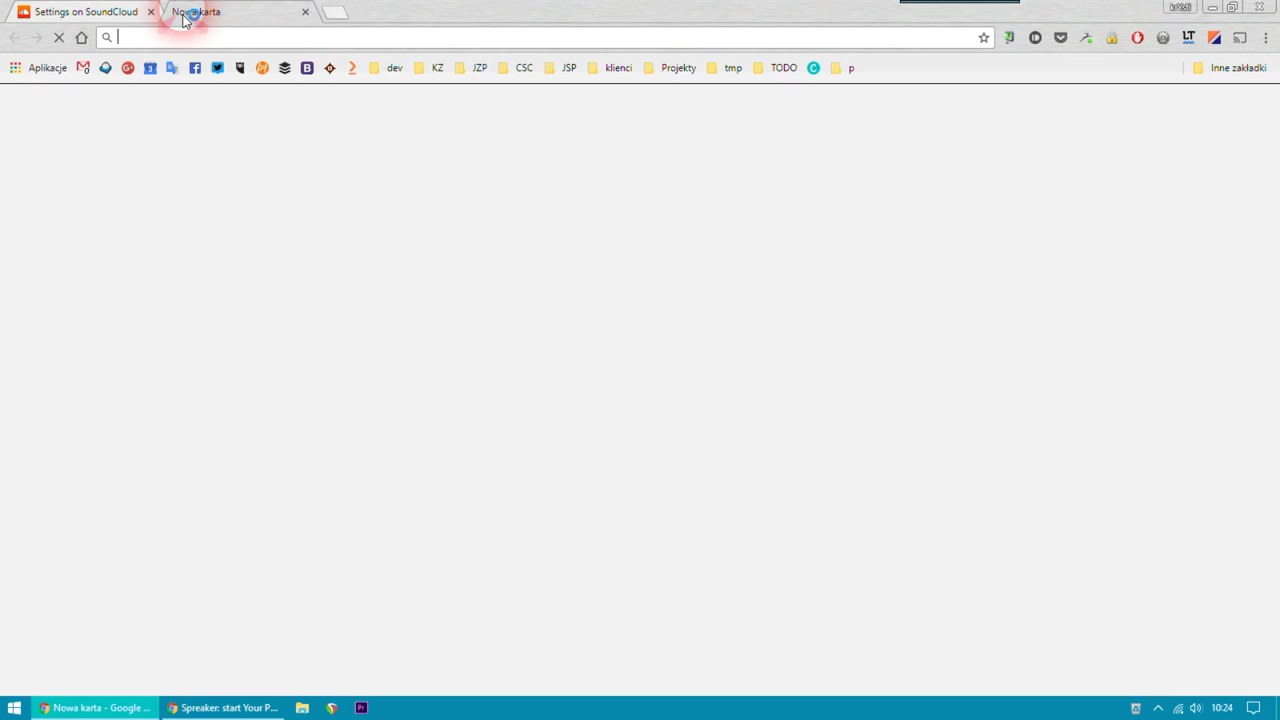 Settings on SoundCloud
Nowa karta
Aplikacje
dev
KZ
JZP
CSC
JSP
klienci
Projekty
tmp
TODO
p
Inne zakładki
Nowa karta - Google ...
Spreaker: start Your P...
Pr
10:24